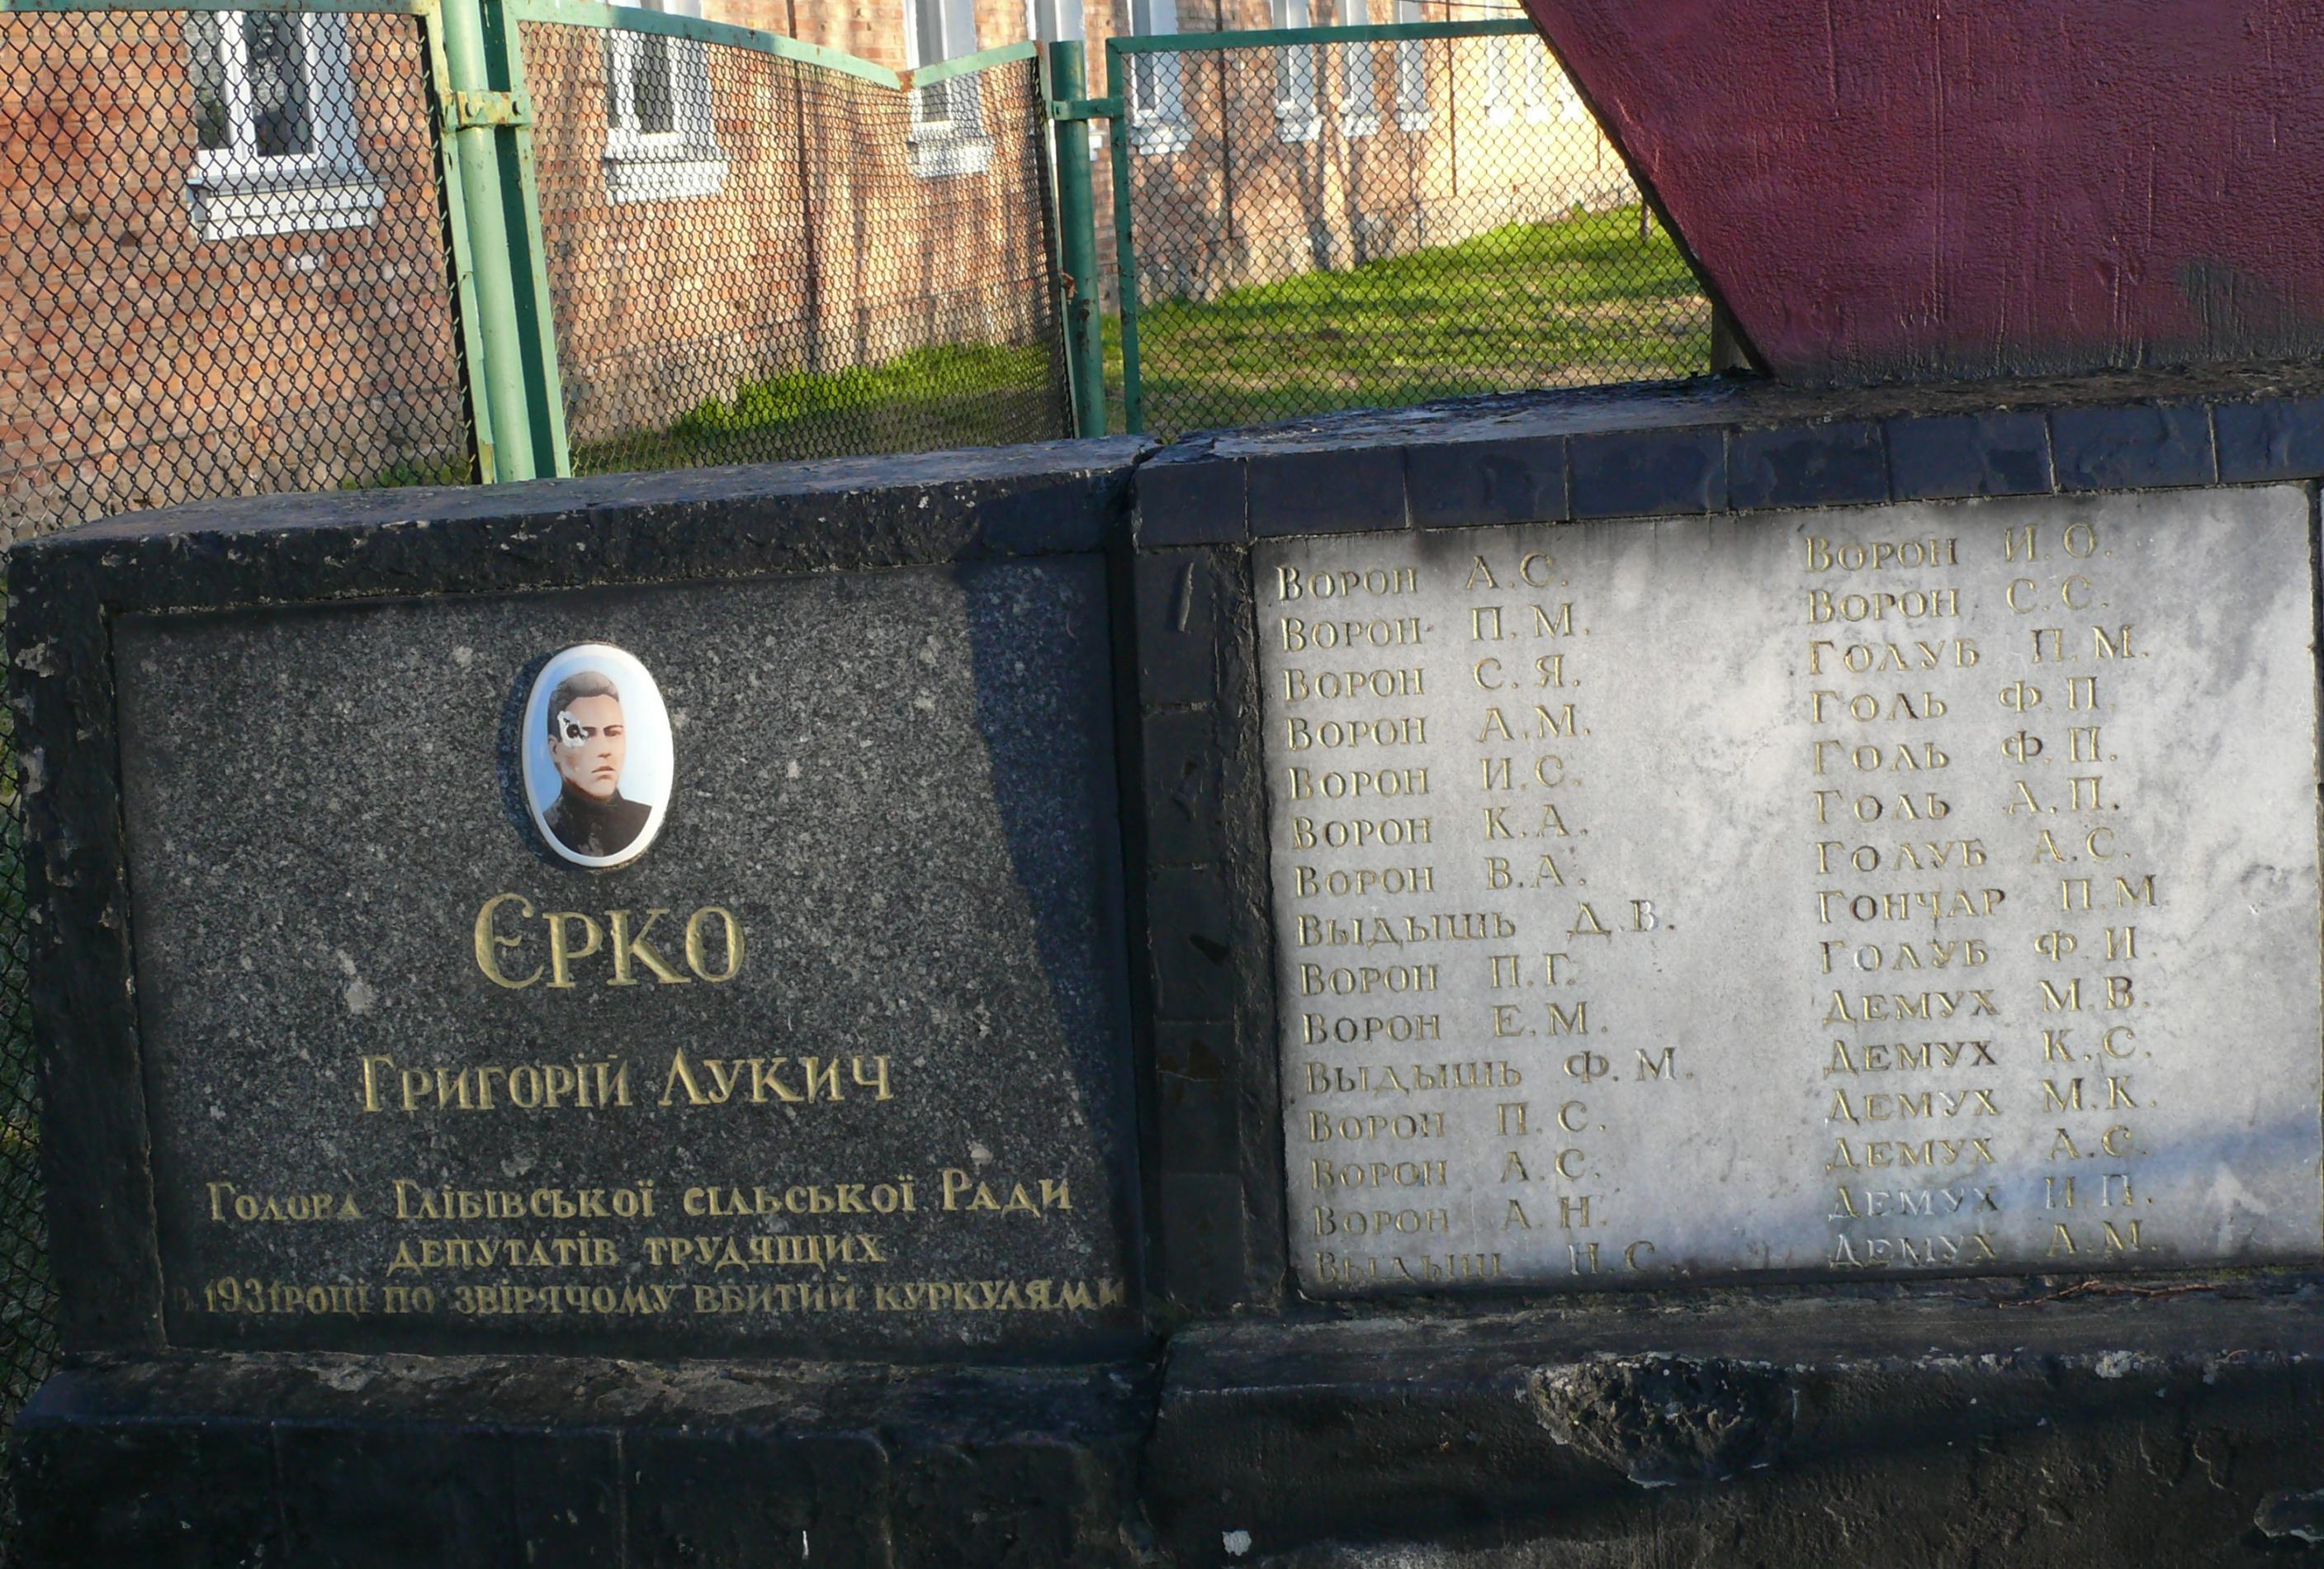 Єрко
Григорій Лукич
Голова Глібівської сільської Ради
депутатів трудящих
в 1931 році по звірячому вбитий куркулями
Ворон А.С.
Ворон П.М.
Ворон С.Я.
Ворон А.М.
Ворон И.С.
Ворон К.А.
Ворон В.А.
Выдышь Д.В.
Ворон П.Г.
Ворон Е.М.
Выдышь Ф.М.
Ворон П.С.
Ворон А.С.
Ворон А.Н.
Выдыш Н.С.
Ворон И.О.
Ворон С.С.
Голуб П.М.
Голь Ф.П.
Голь Ф.П.
Голь А.П.
Голуб А.С.
Гончар П.М
Голуб Ф.И.
Демух М.В.
Демух К.С.
Демух М.К.
Демух А.С.
Демух И.П.
Демух А.М.